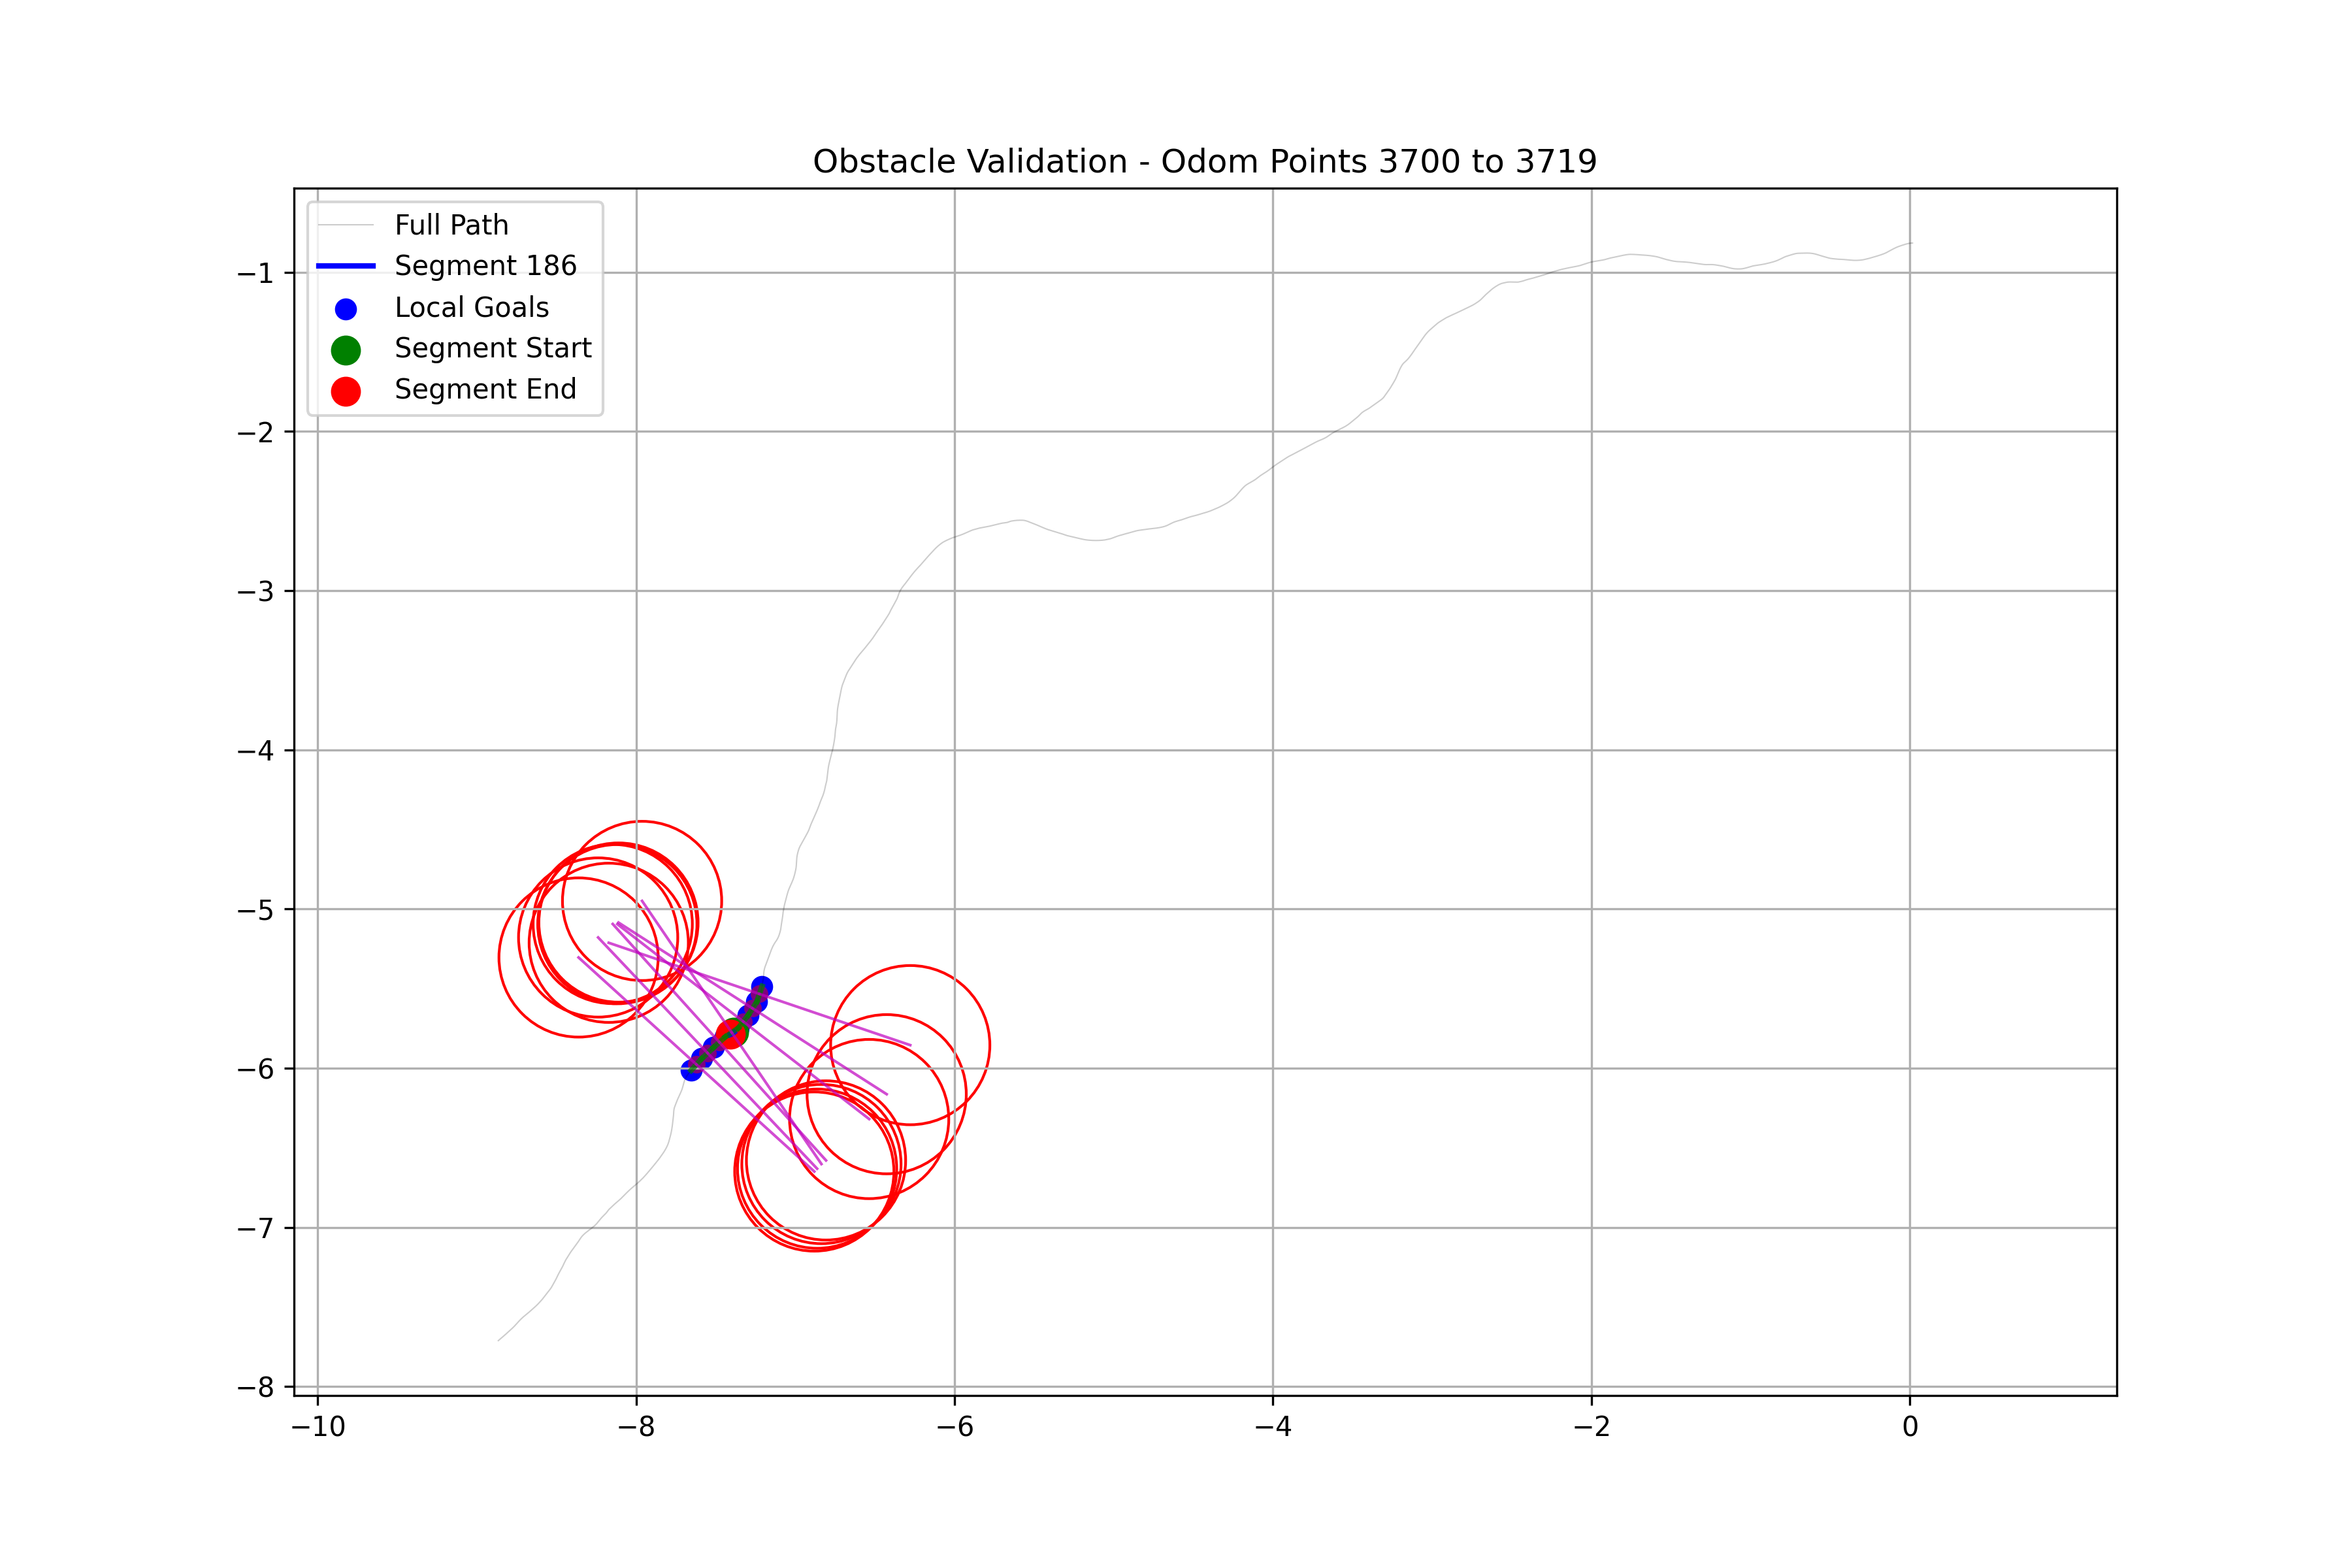 Obstacle Validation - Odom Points 3700 to 3719
Full Path
Segment 186
Local Goals
Segment Start
Segment End
−1
−2
−3
−4
−5
−6
−7
−8
−10
−8
−6
−4
−2
0